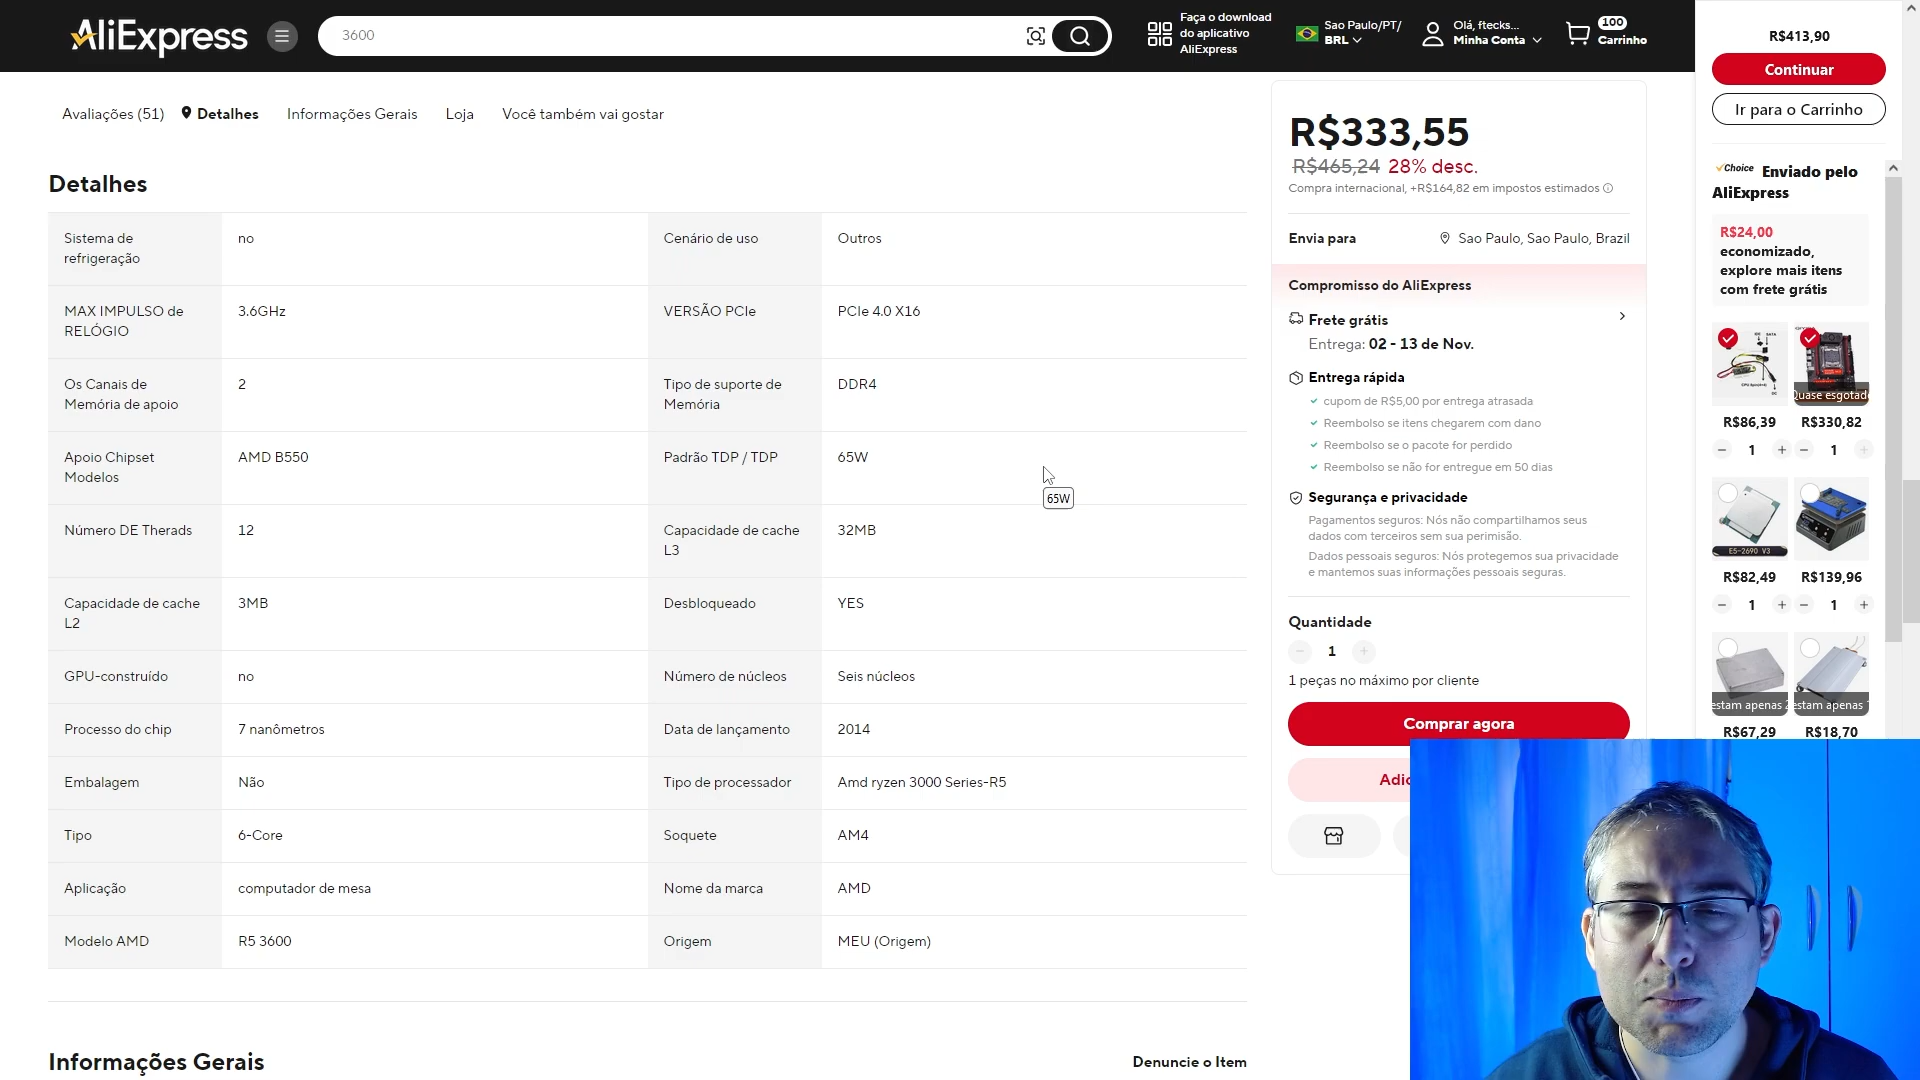 AliExpress
3600
Faça o download
do aplicativo
AliExpress
Sao Paulo/PT/
BRL
Olá, ftecks...
Minha Conta
100
Carrinho
R$413,90
Continuar
Ir para o Carrinho
Avaliações (51)
Detalhes
Informações Gerais
Loja
Você também vai gostar
Detalhes
Sistema de
refrigeração
no
Cenário de uso
Outros
MAX IMPULSO de
RELÓGIO
3.6GHz
VERSÃO PCIe
PCIe 4.0 X16
Os Canais de
Memória de apoio
2
Tipo de suporte de
Memória
DDR4
Apoio Chipset
Modelos
AMD B550
Padrão TDP / TDP
65W
65W
Número DE Therads
12
Capacidade de cache
L3
32MB
Capacidade de cache
L2
3MB
Desbloqueado
YES
GPU-construído
no
Número de núcleos
Seis núcleos
Processo do chip
7 nanômetros
Data de lançamento
2014
Embalagem
Não
Tipo de processador
Amd ryzen 3000 Series-R5
Tipo
6-Core
Soquete
AM4
Aplicação
computador de mesa
Nome da marca
AMD
Modelo AMD
R5 3600
Origem
MEU (Origem)
Informações Gerais
Denuncie o Item
R$333,55
R$465,24 28% desc.
Compra internacional, +R$164,82 em impostos estimados
Envia para
Sao Paulo, Sao Paulo, Brazil
Compromisso do AliExpress
Frete grátis
Entrega: 02 - 13 de Nov.
Entrega rápida
cupom de R$5,00 por entrega atrasada
Reembolso se itens chegarem com dano
Reembolso se o pacote for perdido
Reembolso se não for entregue em 50 dias
Segurança e privacidade
Pagamentos seguros: Nós não compartilhamos seus
dados com terceiros sem sua perimisão.
Dados pessoais seguros: Nós protegemos sua privacidade
e mantemos suas informações pessoais seguras.
Quantidade
1
1 peças no máximo por cliente
Comprar agora
Adic
Choice Enviado pelo
AliExpress
R$24,00
economizado,
explore mais itens
com frete grátis
Quase esgotado
R$86,39
R$330,82
1
1
E5-2690 V3
R$82,49
R$139,96
1
1
estam apenas 2
estam apenas 1
R$67,29
R$18,70